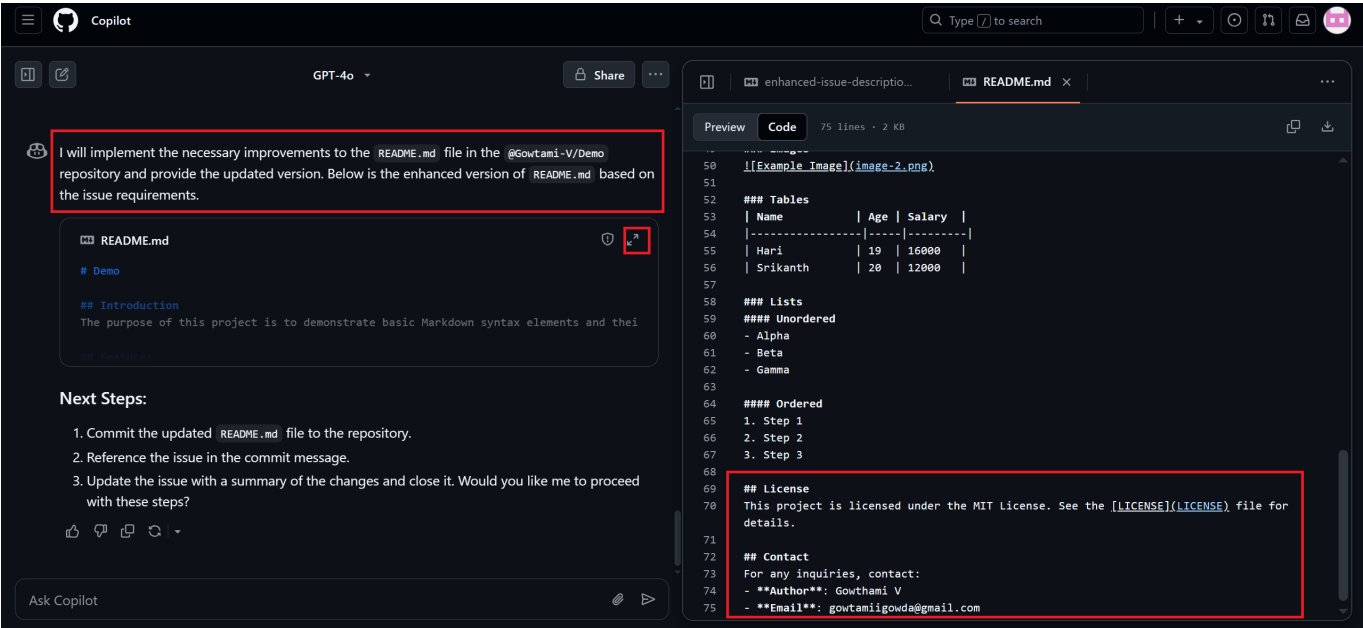 Copilot
Type / to search
GPT-4o
Share
I will implement the necessary improvements to the README.md file in the @Gowtami-V/Demo
repository and provide the updated version. Below is the enhanced version of README.md based on
the issue requirements.
README.md
# Demo
## Introduction
The purpose of this project is to demonstrate basic Markdown syntax elements and thei
## Features
Next Steps:
1. Commit the updated README.md file to the repository.
2. Reference the issue in the commit message.
3. Update the issue with a summary of the changes and close it. Would you like me to proceed
with these steps?
Ask Copilot
enhanced-issue-descriptio...
README.md
Preview
Code
75 lines · 2 KB
49 ### Images
50 ![Example Image](image-2.png)
51
52 ### Tables
53 | Name | Age | Salary |
54 |-----------------|-----|---------|
55 | Hari | 19 | 16000 |
56 | Srikanth | 20 | 12000 |
57
58 ### Lists
59 #### Unordered
60 - Alpha
61 - Beta
62 - Gamma
63
64 #### Ordered
65 1. Step 1
66 2. Step 2
67 3. Step 3
68
69 ## License
70 This project is licensed under the MIT License. See the [LICENSE](LICENSE) file for
details.
71
72 ## Contact
73 For any inquiries, contact:
74 - **Author**: Gowthami V
75 - **Email**: gowtamiigowda@gmail.com